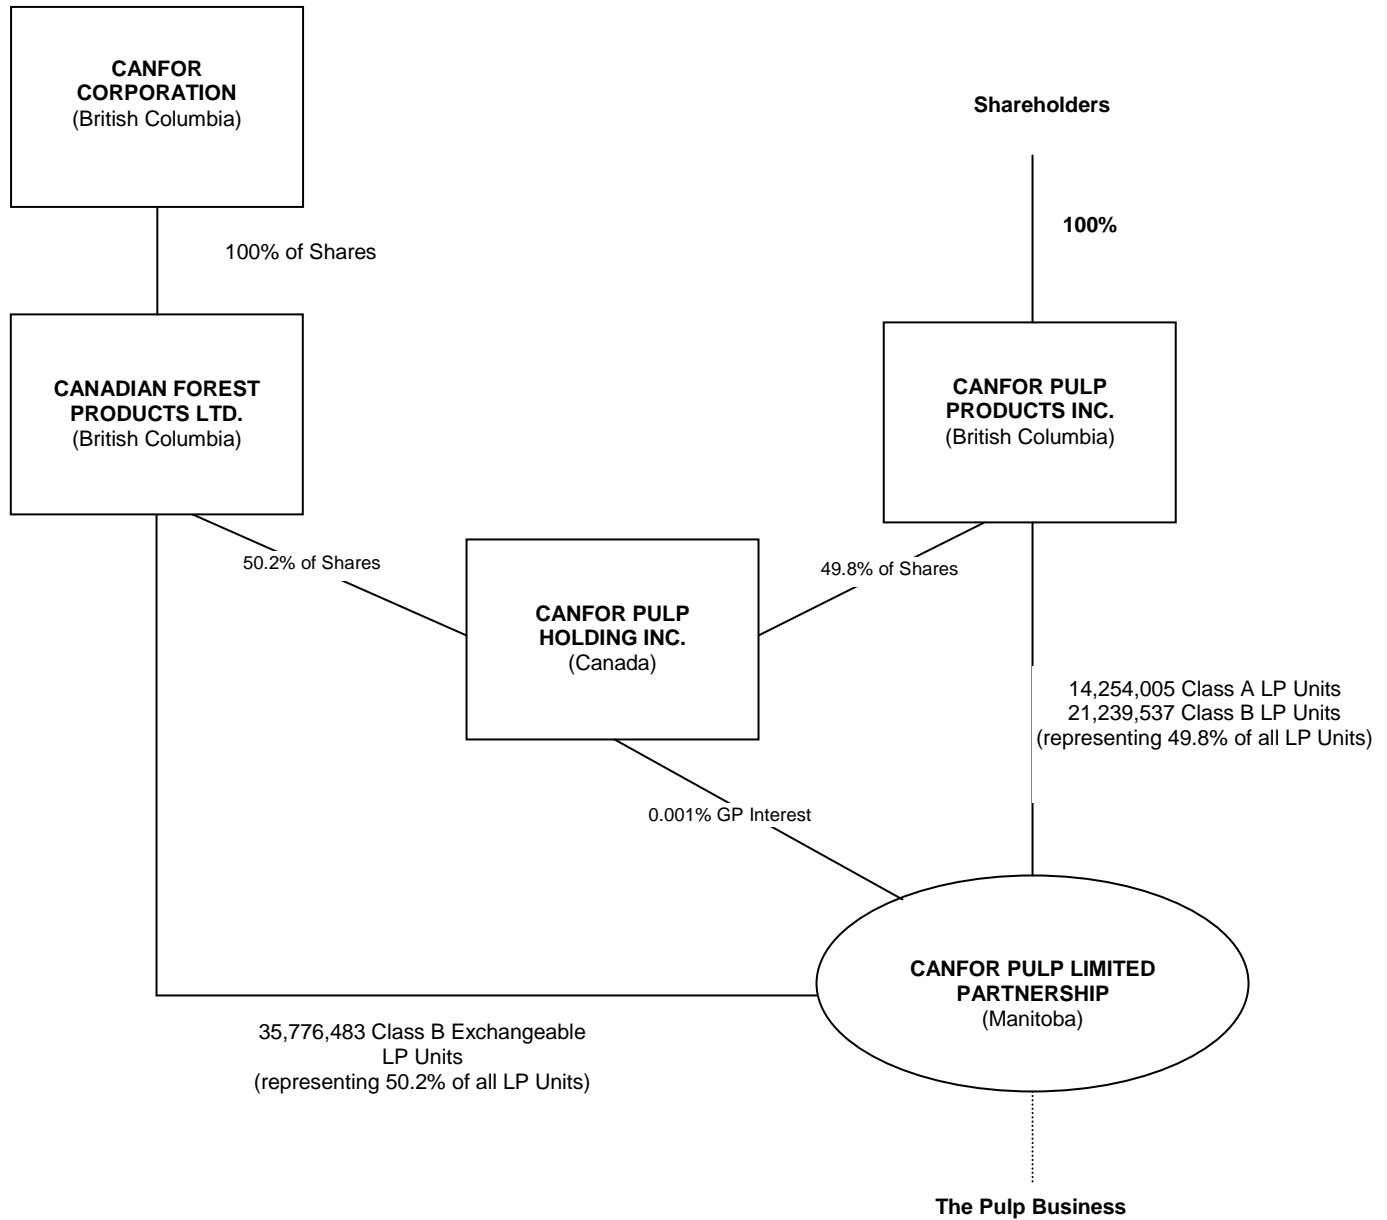 CANFOR
CORPORATION
(British Columbia)
Shareholders
100%
100% of Shares
CANADIAN FOREST
PRODUCTS LTD.
(British Columbia)
CANFOR PULP
PRODUCTS INC.
(British Columbia)
50.2% of Shares
49.8% of Shares
CANFOR PULP
HOLDING INC.
(Canada)
14,254,005 Class A LP Units
21,239,537 Class B LP Units
(representing 49.8% of all LP Units)
0.001% GP Interest
CANFOR PULP LIMITED
PARTNERSHIP
(Manitoba)
35,776,483 Class B Exchangeable
LP Units
(representing 50.2% of all LP Units)
The Pulp Business